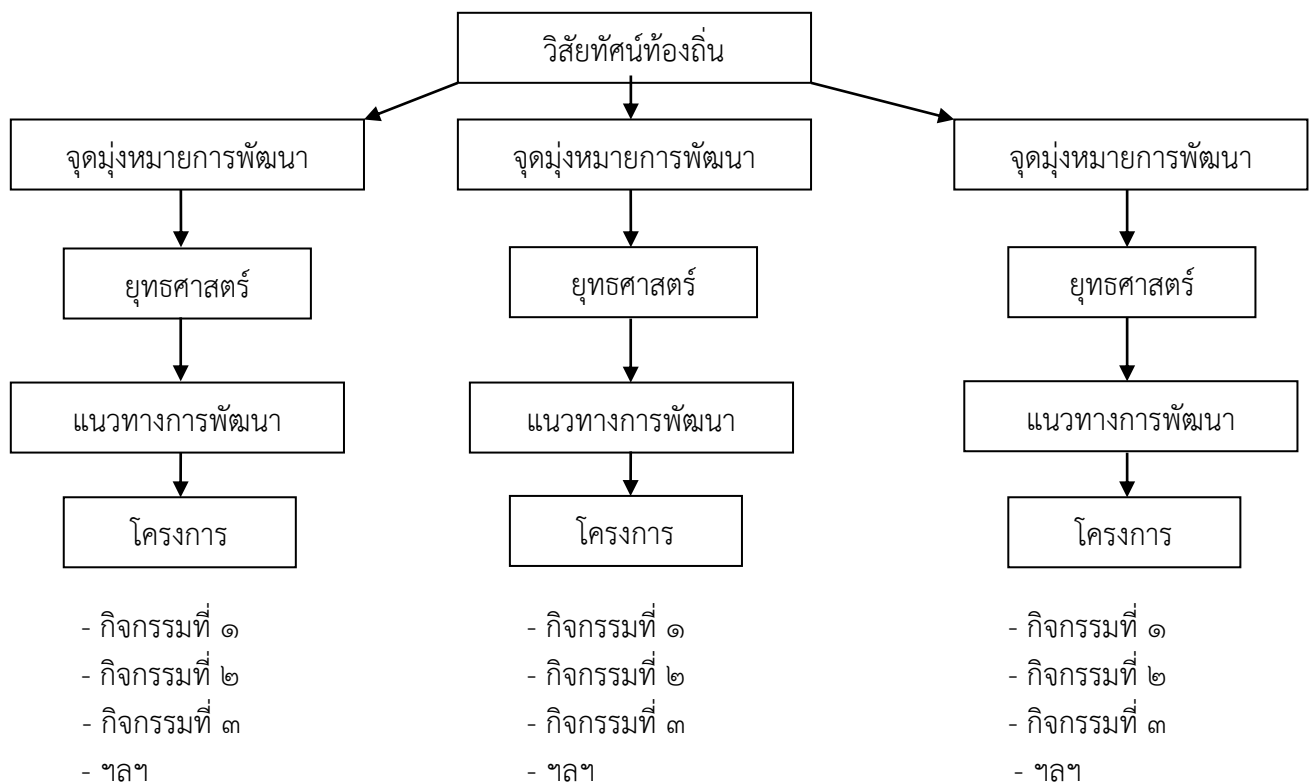 วิสัยทัศน์ท้องถิ่น
จุดมุ่งหมายการพัฒนา จุดมุ่งหมายการพัฒนา จุดมุ่งหมายการพัฒนา
ยุทธศาสตร์ ยุทธศาสตร์ ยุทธศาสตร์
แนวทางการพัฒนา แนวทางการพัฒนา แนวทางการพัฒนา
โครงการ โครงการ โครงการ
- กิจกรรมที่ ๑ - กิจกรรมที่ ๑ - กิจกรรมที่ ๑
- กิจกรรมที่ ๒ - กิจกรรมที่ ๒ - กิจกรรมที่ ๒
- กิจกรรมที่ ๓ - กิจกรรมที่ ๓ - กิจกรรมที่ ๓
- ฯลฯ - ฯลฯ - ฯลฯ